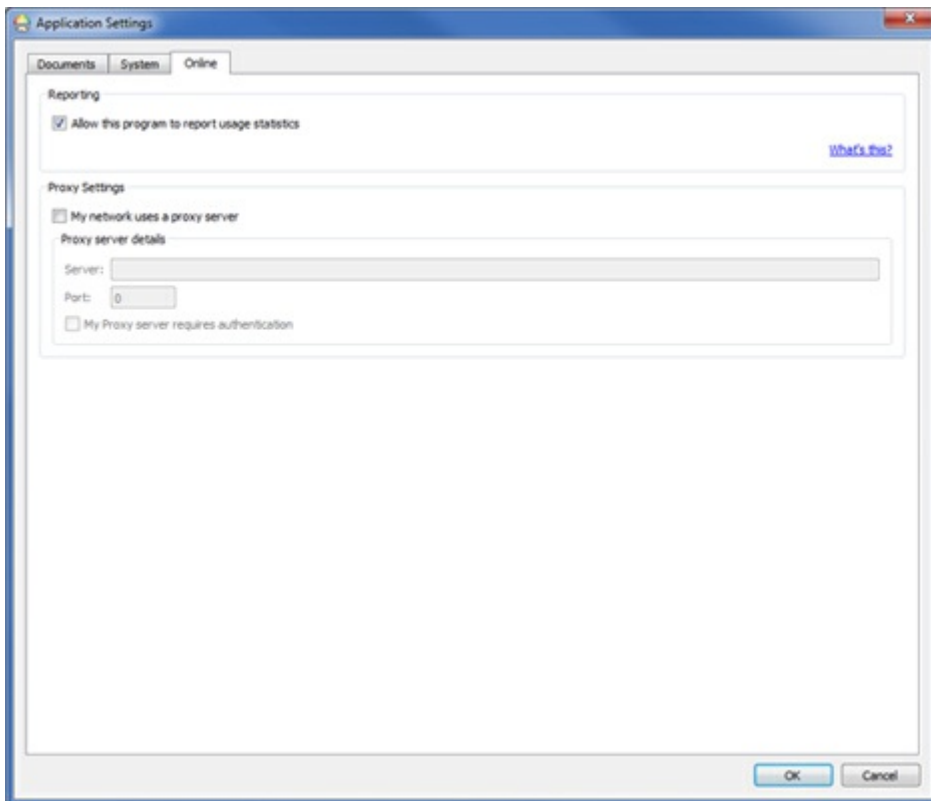 Application Settings
Documents System Online
Reporting
Allow this program to report usage statistics
What's this?
Proxy Settings
My network uses a proxy server
Proxy server details
Server:
Port: 0
My Proxy server requires authentication
OK Cancel